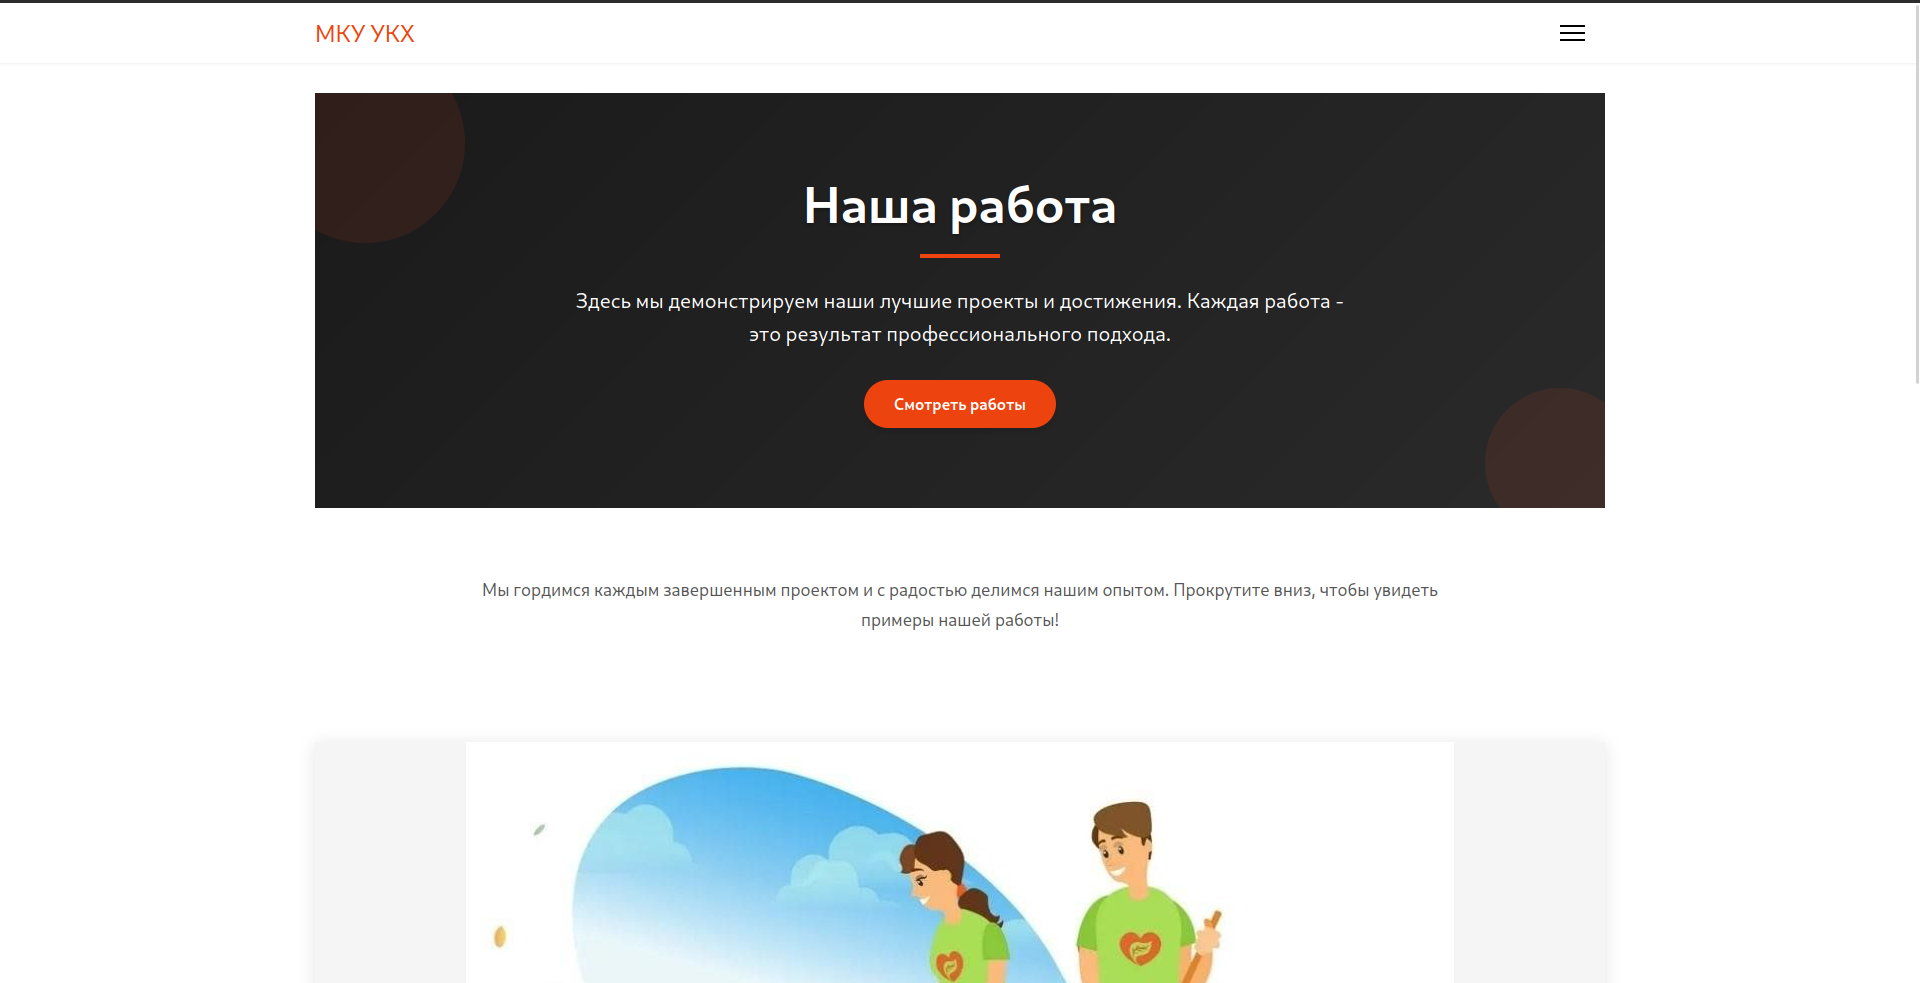 МКУ УКХ
Наша работа
Здесь мы демонстрируем наши лучшие проекты и достижения. Каждая работа -
это результат профессионального подхода.
Смотреть работы
Мы гордимся каждым завершенным проектом и с радостью делимся нашим опытом. Прокрутите вниз, чтобы увидеть
примеры нашей работы!